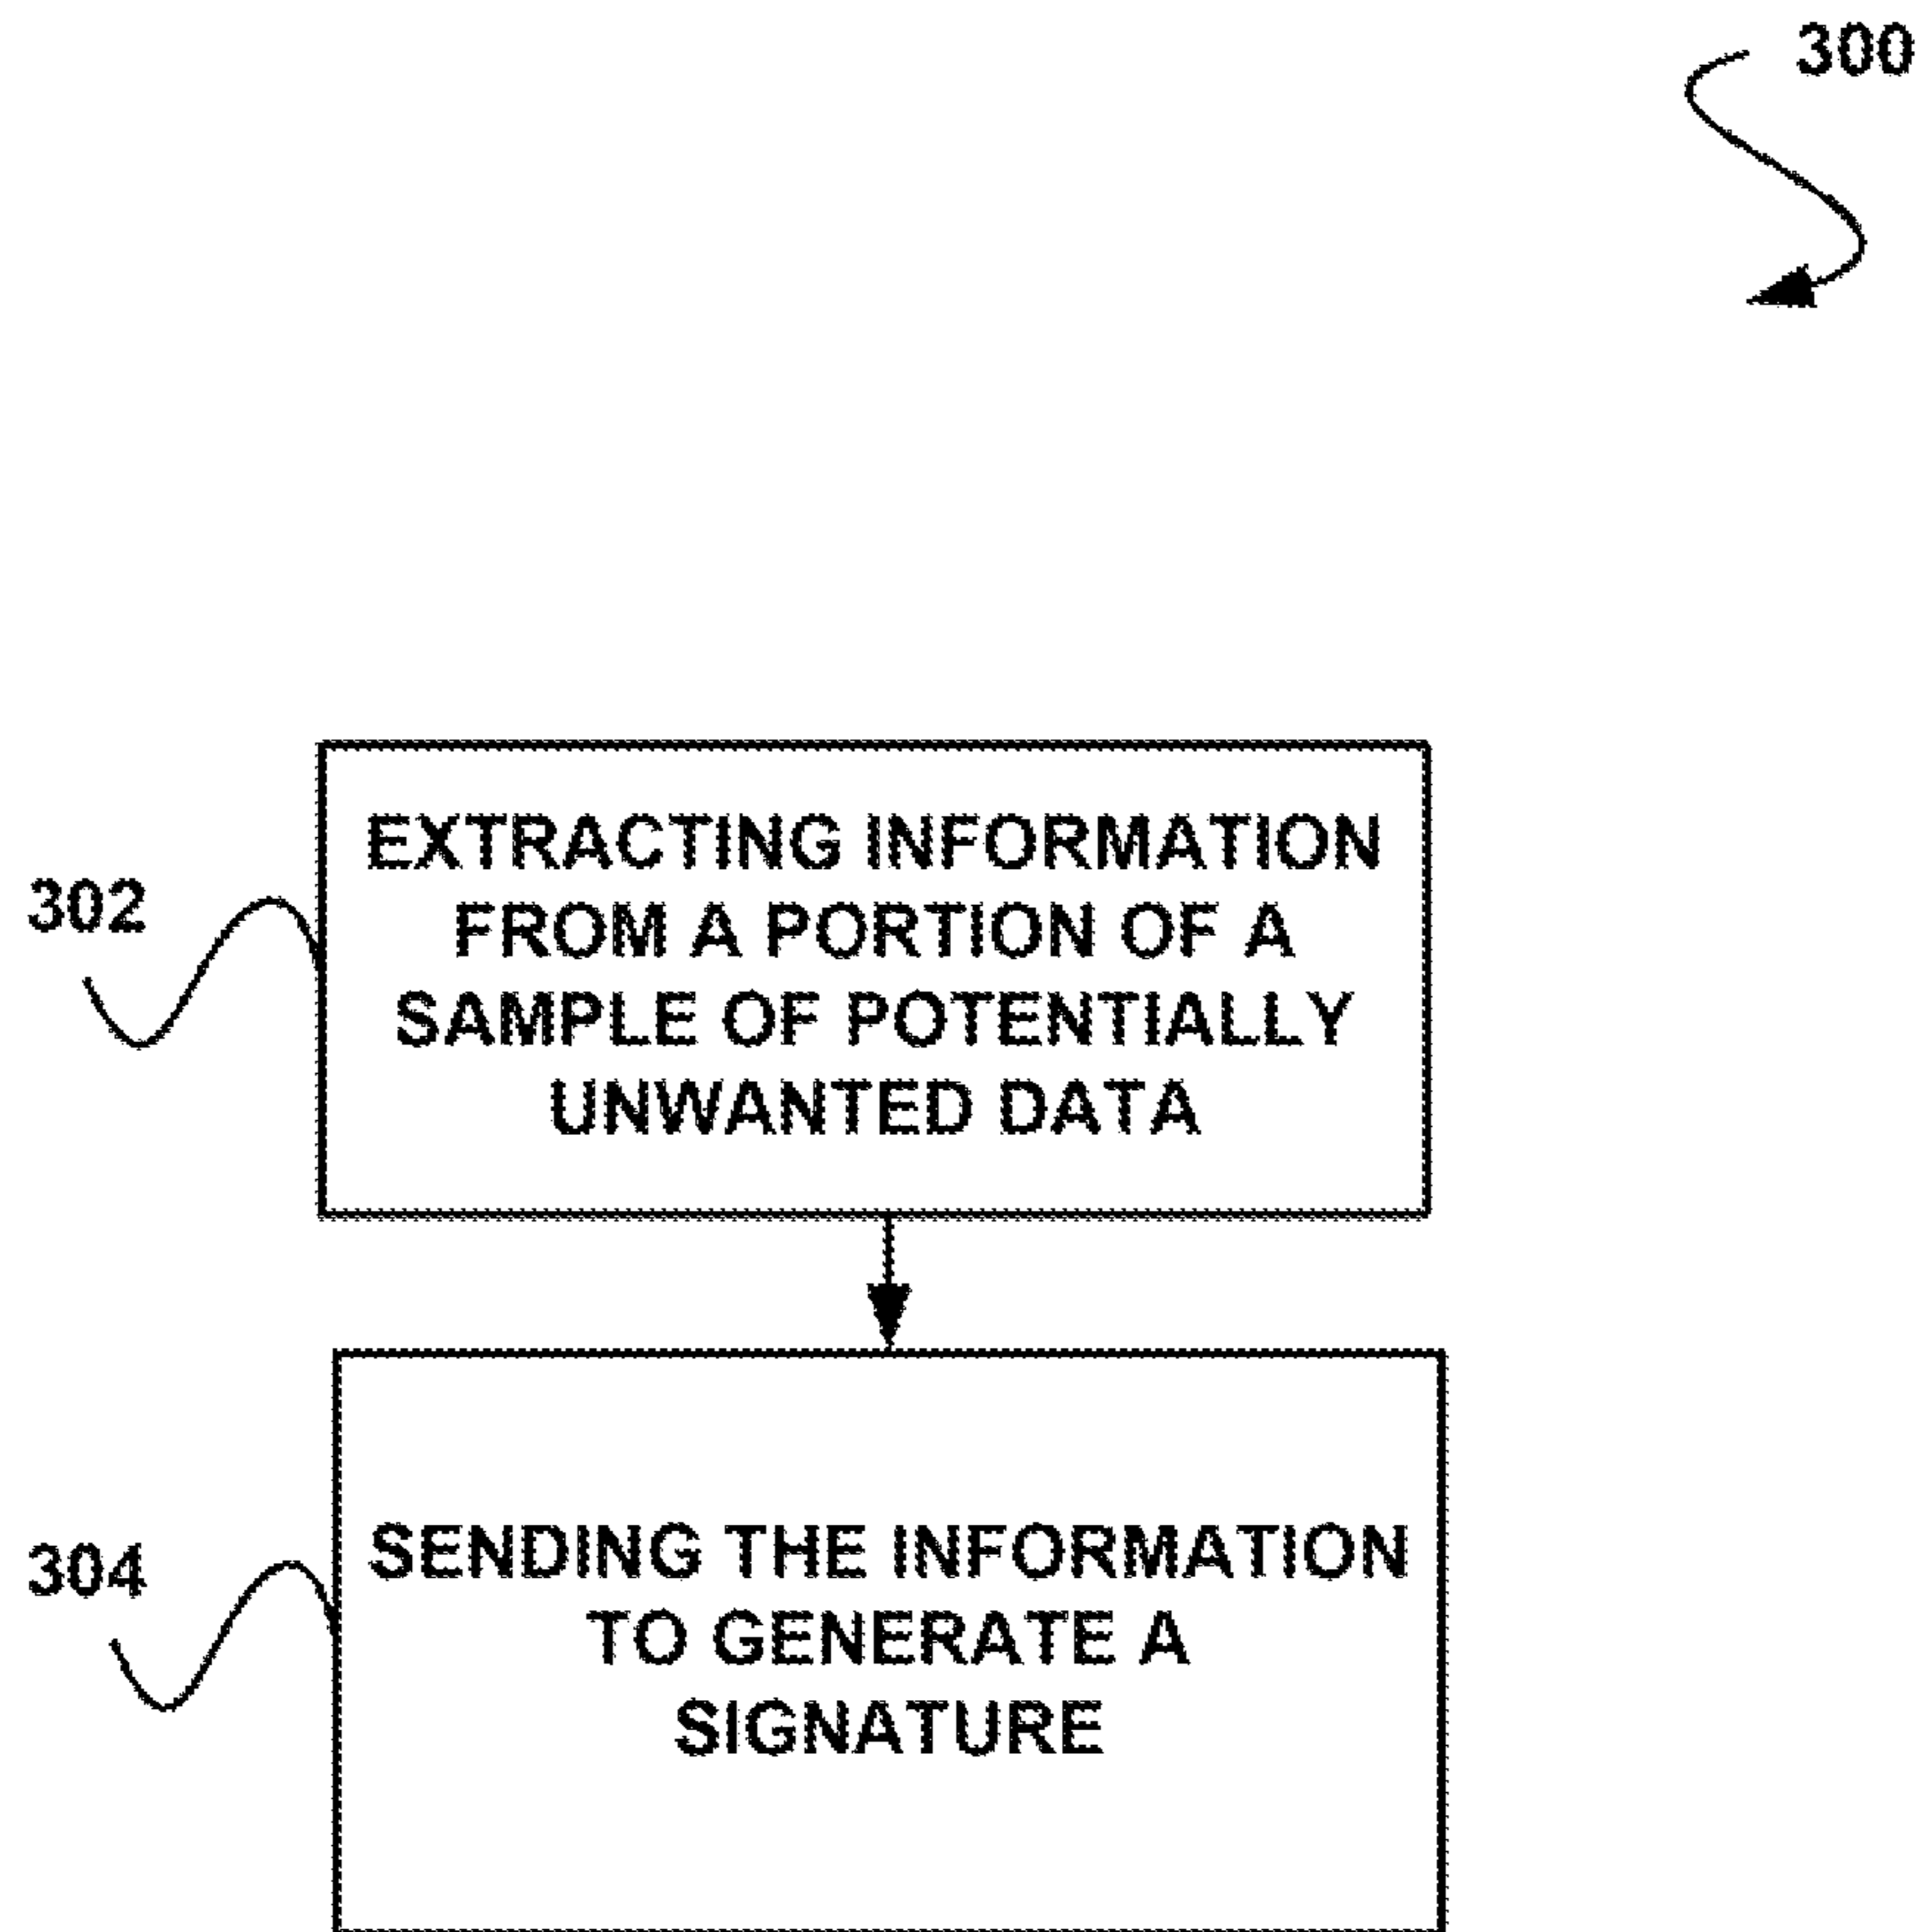 300
302
EXTRACTING INFORMATION
FROM A PORTION OF A
SAMPLE OF POTENTIALLY
UNWANTED DATA
304
SENDING THE INFORMATION
TO GENERATE A
SIGNATURE